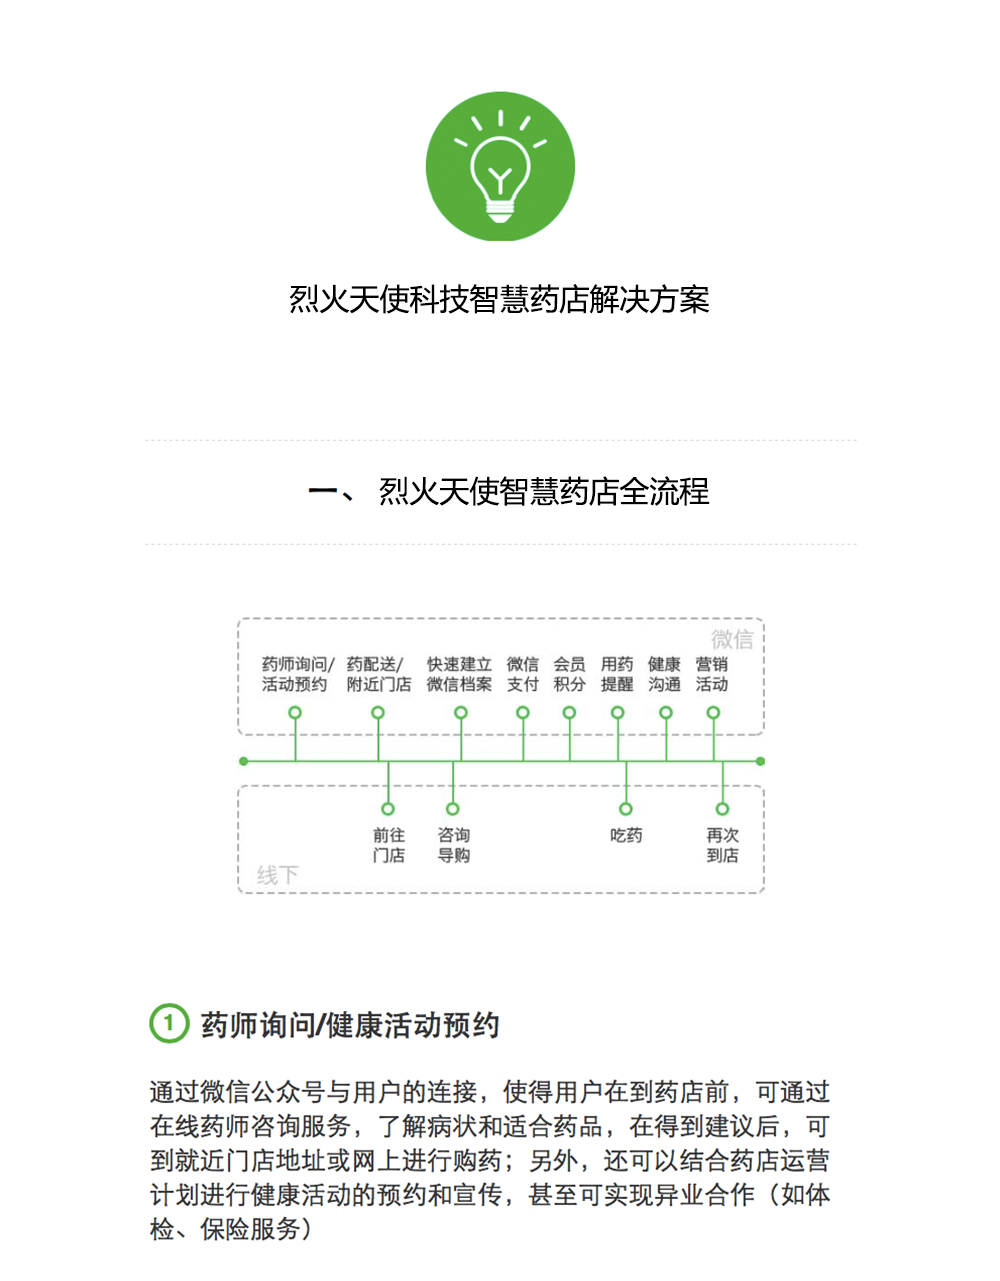 烈火天使科技智慧药店解决方案
一、 烈火天使智慧药店全流程
微信
药师询问/ 药配送/ 快速建立 微信 会员 用药 健康 营销
活动预约 附近门店 微信档案 支付 积分 提醒 沟通 活动
前往 咨询 吃药 再次
门店 导购 到店
线下
1 药师询问/健康活动预约
通过微信公众号与用户的连接，使得用户在到药店前，可通过
在线药师咨询服务，了解病状和适合药品，在得到建议后，可
到就近门店地址或网上进行购药；另外，还可以结合药店运营
计划进行健康活动的预约和宣传，甚至可实现异业合作（如体
检、保险服务）